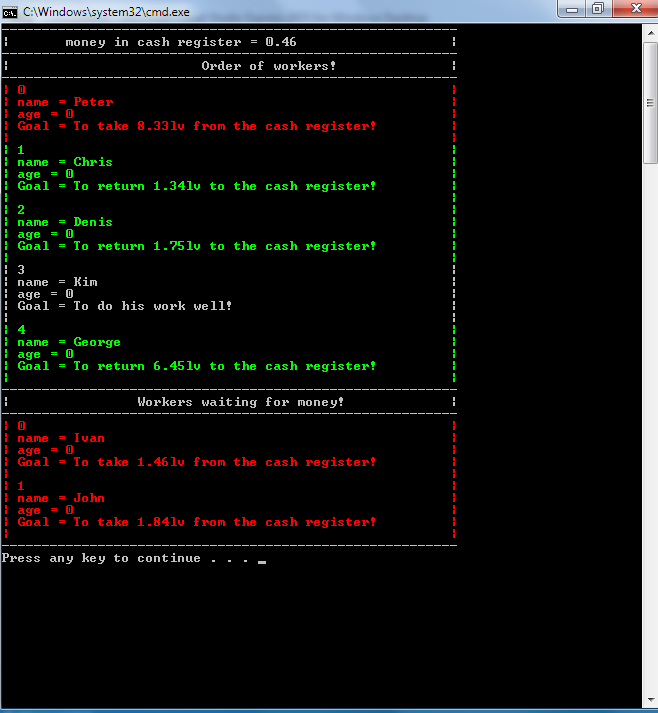 C:\Windows\system32\cmd.exe
money in cash register = 0.46
Order of workers!
0
name = Peter
age = 0
Goal = To take 8.33lv from the cash register!
1
name = Chris
age = 0
Goal = To return 1.34lv to the cash register!
2
name = Denis
age = 0
Goal = To return 1.75lv to the cash register!
3
name = Kim
age = 0
Goal = To do his work well!
4
name = George
age = 0
Goal = To return 6.45lv to the cash register!
Workers waiting for money!
0
name = Ivan
age = 0
Goal = To take 1.46lv from the cash register!
1
name = John
age = 0
Goal = To take 1.84lv from the cash register!
Press any key to continue . . . _